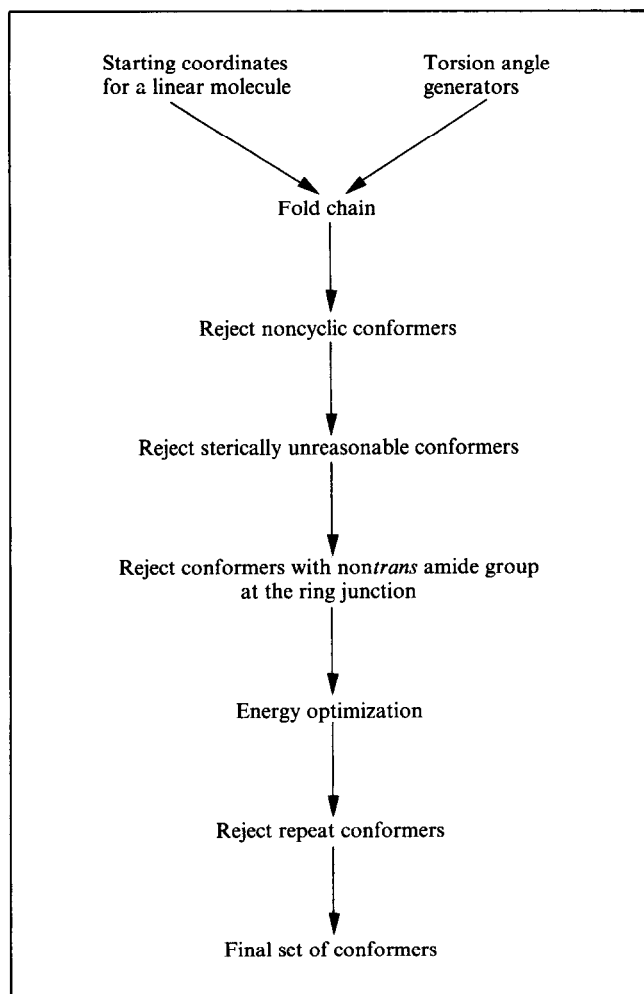 Starting coordinates
for a linear molecule
Torsion angle
generators
Fold chain
Reject noncyclic conformers
Reject sterically unreasonable conformers
Reject conformers with nontrans amide group
at the ring junction
Energy optimization
Reject repeat conformers
Final set of conformers